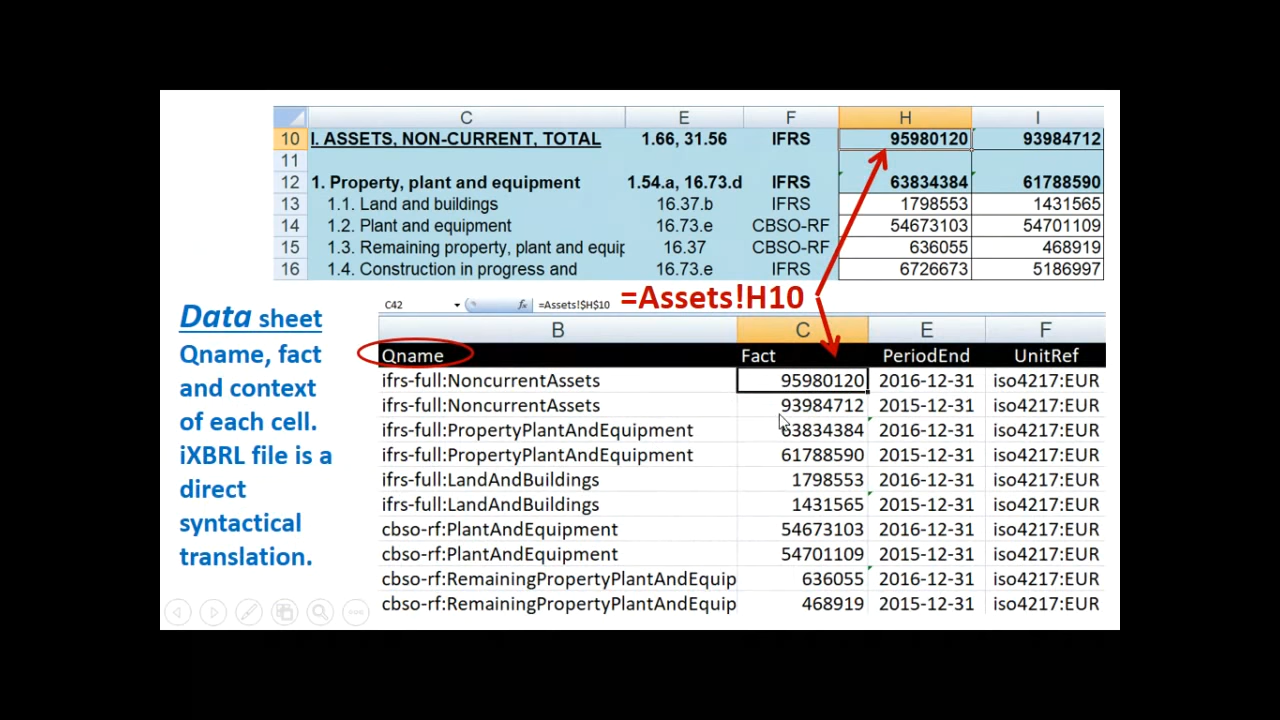 C E F H I
10 I. ASSETS, NON-CURRENT, TOTAL 1.66, 31.56 IFRS 95980120 93984712
11
12 1. Property, plant and equipment 1.54.a, 16.73.d IFRS 63834384 61788590
13 1.1. Land and buildings 16.37.b IFRS 1798553 1431565
14 1.2. Plant and equipment 16.73.e CBSO-RF 54673103 54701109
15 1.3. Remaining property, plant and equip 16.37 CBSO-RF 636055 468919
16 1.4. Construction in progress and 16.73.e IFRS 6726673 5186997
=Assets!H10
C42 fx =Assets!$H$10
Data sheet
Qname, fact
and context
of each cell.
iXBRL file is a
direct
syntactical
translation.
B C E F
Qname Fact PeriodEnd UnitRef
ifrs-full:NoncurrentAssets 95980120 2016-12-31 iso4217:EUR
ifrs-full:NoncurrentAssets 93984712 2015-12-31 iso4217:EUR
ifrs-full:PropertyPlantAndEquipment 63834384 2016-12-31 iso4217:EUR
ifrs-full:PropertyPlantAndEquipment 61788590 2015-12-31 iso4217:EUR
ifrs-full:LandAndBuildings 1798553 2016-12-31 iso4217:EUR
ifrs-full:LandAndBuildings 1431565 2015-12-31 iso4217:EUR
cbso-rf:PlantAndEquipment 54673103 2016-12-31 iso4217:EUR
cbso-rf:PlantAndEquipment 54701109 2015-12-31 iso4217:EUR
cbso-rf:RemainingPropertyPlantAndEquip 636055 2016-12-31 iso4217:EUR
cbso-rf:RemainingPropertyPlantAndEquip 468919 2015-12-31 iso4217:EUR